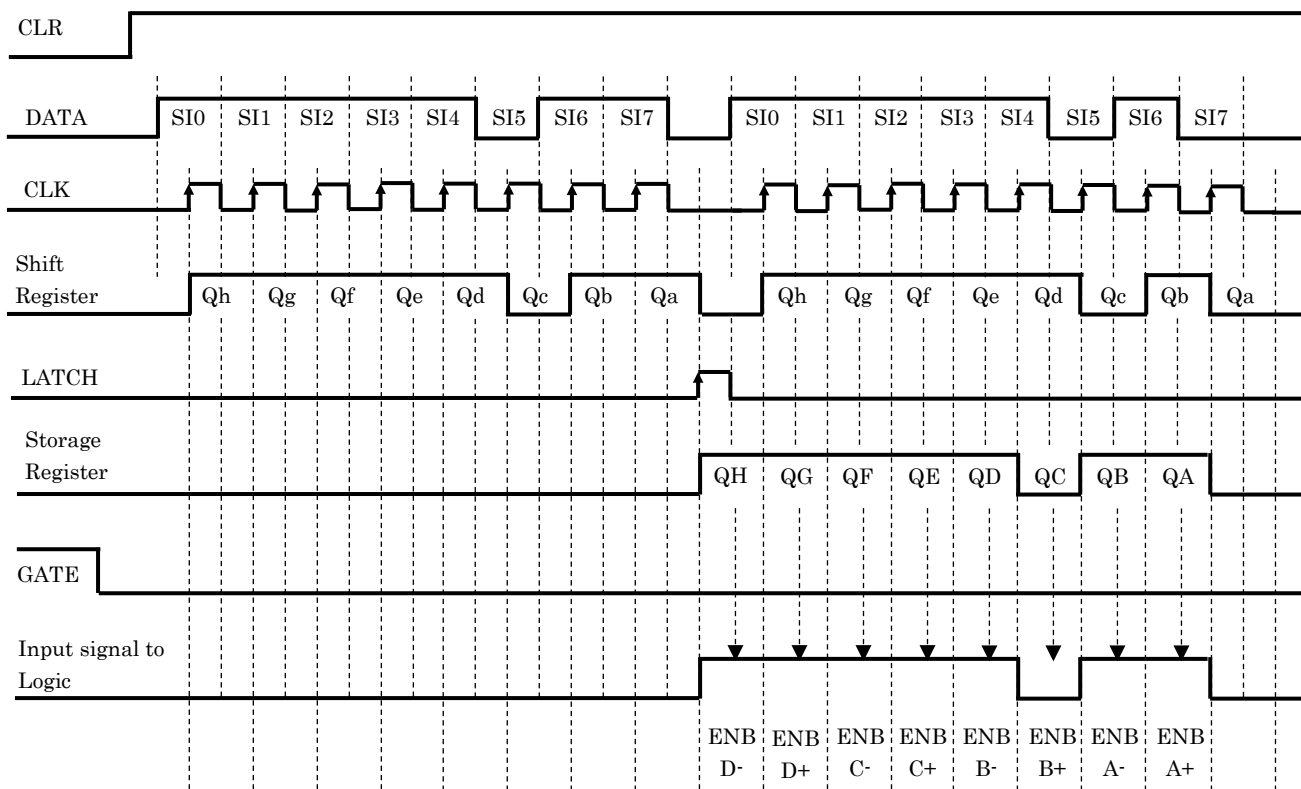 CLR
DATA SI0 SI1 SI2 SI3 SI4 SI5 SI6 SI7 SI0 SI1 SI2 SI3 SI4 SI5 SI6 SI7
CLK
Shift
Register Qh Qg Qf Qe Qd Qc Qb Qa Qh Qg Qf Qe Qd Qc Qb Qa
LATCH
Storage
Register QH QG QF QE QD QC QB QA
GATE
Input signal to
Logic
ENB ENB ENB ENB ENB ENB ENB ENB
D- D+ C- C+ B- B+ A- A+